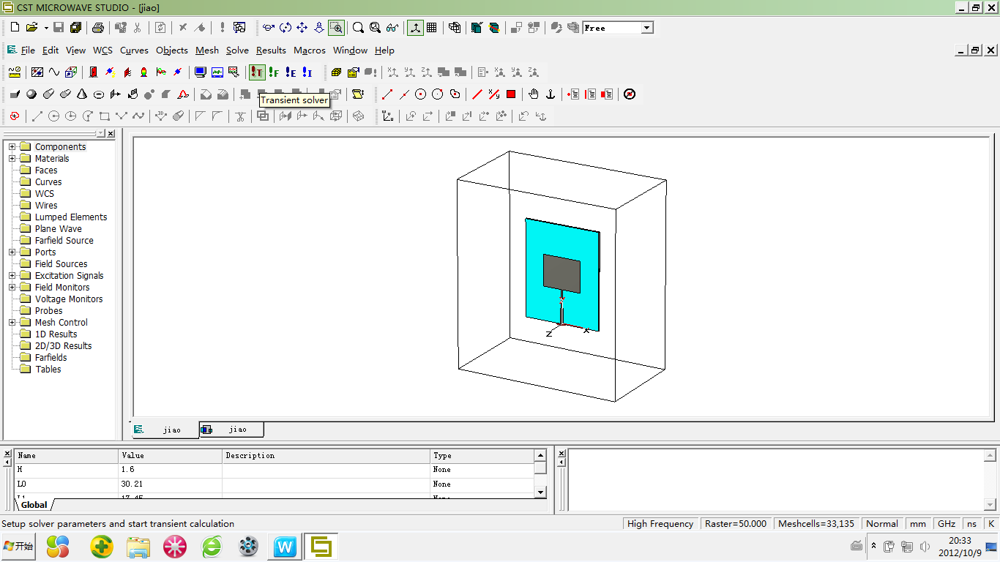 CST MICROWAVE STUDIO - [jiao]
Free
File Edit View WCS Curves Objects Mesh Solve Results Macros Window Help
Transient solver
Components
Materials
Faces
Curves
WCS
Wires
Lumped Elements
Plane Wave
Farfield Source
Ports
Field Sources
Excitation Signals
Field Monitors
Voltage Monitors
Probes
Mesh Control
1D Results
2D/3D Results
Farfields
Tables
z x
jiao jiao
Name Value Description Type
H 1.6 None
L0 30.21 None
L1 17.45 None
Global
Setup solver parameters and start transient calculation High Frequency Raster=50.000 Meshcells=33,135 Normal mm GHz ns K
开始 20:33
2012/10/9